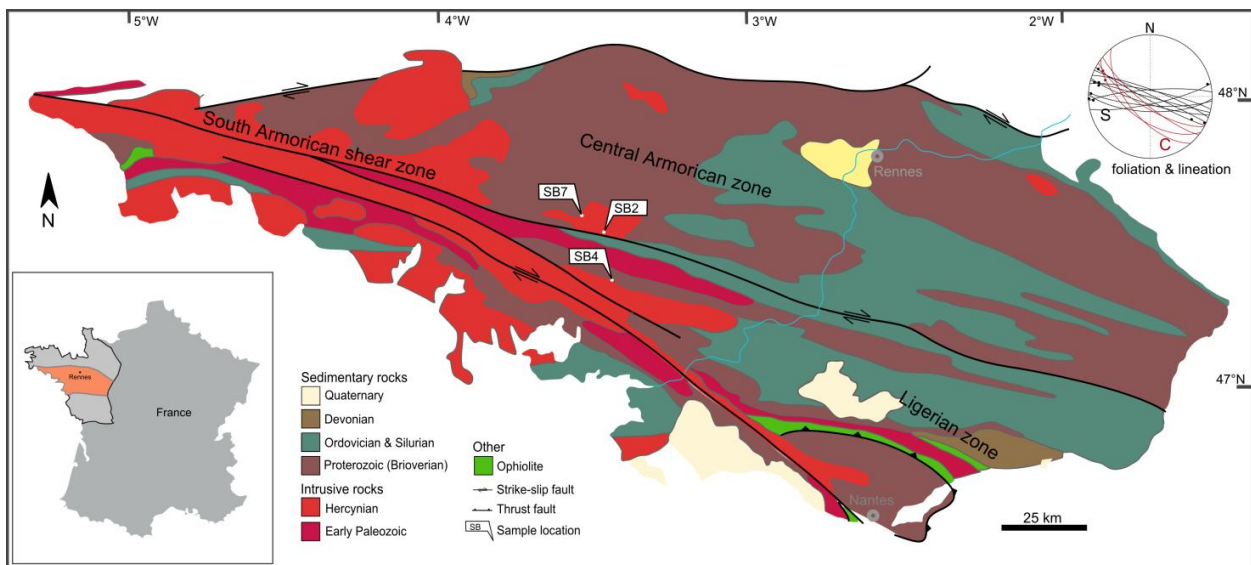 5°W
4°W
3°W
2°W
N
48°N
S
C
foliation & lineation
South Armorican shear zone
Central Armorican zone
Rennes
N
SB7
SB2
SB4
47°N
Ligerian zone
Nantes
25 km
Rennes
France
Sedimentary rocks
Quaternary
Devonian
Ordovician & Silurian
Proterozoic (Brioverian)
Intrusive rocks
Hercynian
Early Paleozoic
Other
Ophiolite
Strike-slip fault
Thrust fault
SB
Sample location